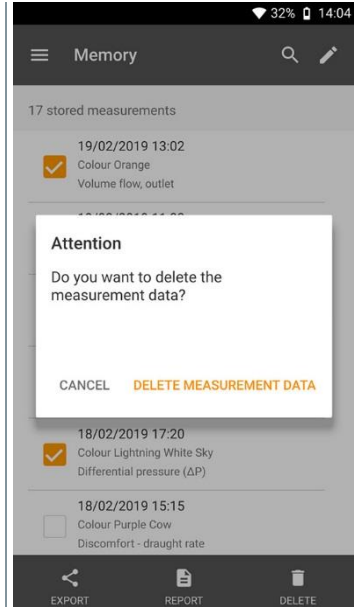 32% 14:04
Memory
17 stored measurements
19/02/2019 13:02
Colour Orange
Volume flow, outlet
Attention
Do you want to delete the
measurement data?
CANCEL DELETE MEASUREMENT DATA
18/02/2019 17:20
Colour Lightning White Sky
Differential pressure (ΔP)
18/02/2019 15:15
Colour Purple Cow
Discomfort - draught rate
EXPORT REPORT DELETE